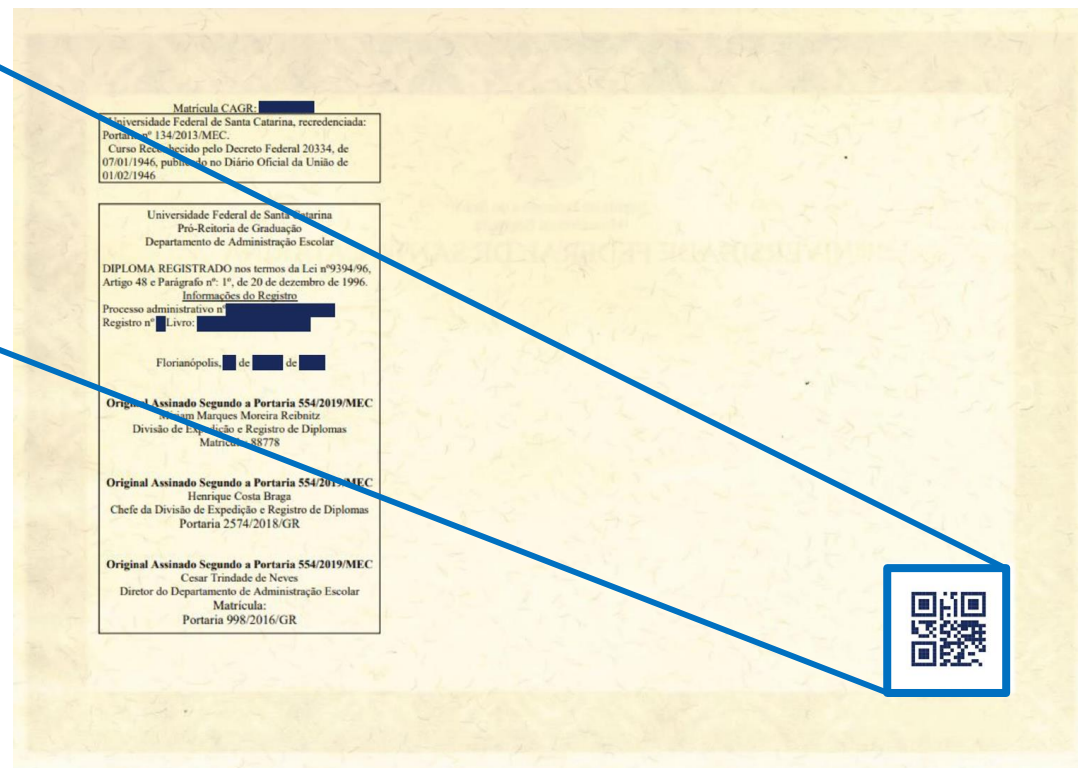 Matrícula CAGR:
Universidade Federal de Santa Catarina, recredenciada:
Portaria nº 134/2013/MEC.
Curso Reconhecido pelo Decreto Federal 20334, de
07/01/1946, publicado no Diário Oficial da União de
01/02/1946
Universidade Federal de Santa Catarina
Pró-Reitoria de Graduação
Departamento de Administração Escolar
DIPLOMA REGISTRADO nos termos da Lei nº9394/96,
Artigo 48 e Parágrafo nº: 1º, de 20 de dezembro de 1996.
Informações do Registro
Processo administrativo nº
Registro nº Livro:
Florianópolis, de de
Original Assinado Segundo a Portaria 554/2019/MEC
Miriam Marques Moreira Reibnitz
Divisão de Expedição e Registro de Diplomas
Matrícula: 88778
Original Assinado Segundo a Portaria 554/2019/MEC
Henrique Costa Braga
Chefe da Divisão de Expedição e Registro de Diplomas
Portaria 2574/2018/GR
Original Assinado Segundo a Portaria 554/2019/MEC
Cesar Trindade de Neves
Diretor do Departamento de Administração Escolar
Matrícula:
Portaria 998/2016/GR
UNIVERSIDADE FEDERAL DE SANTA CATARINA